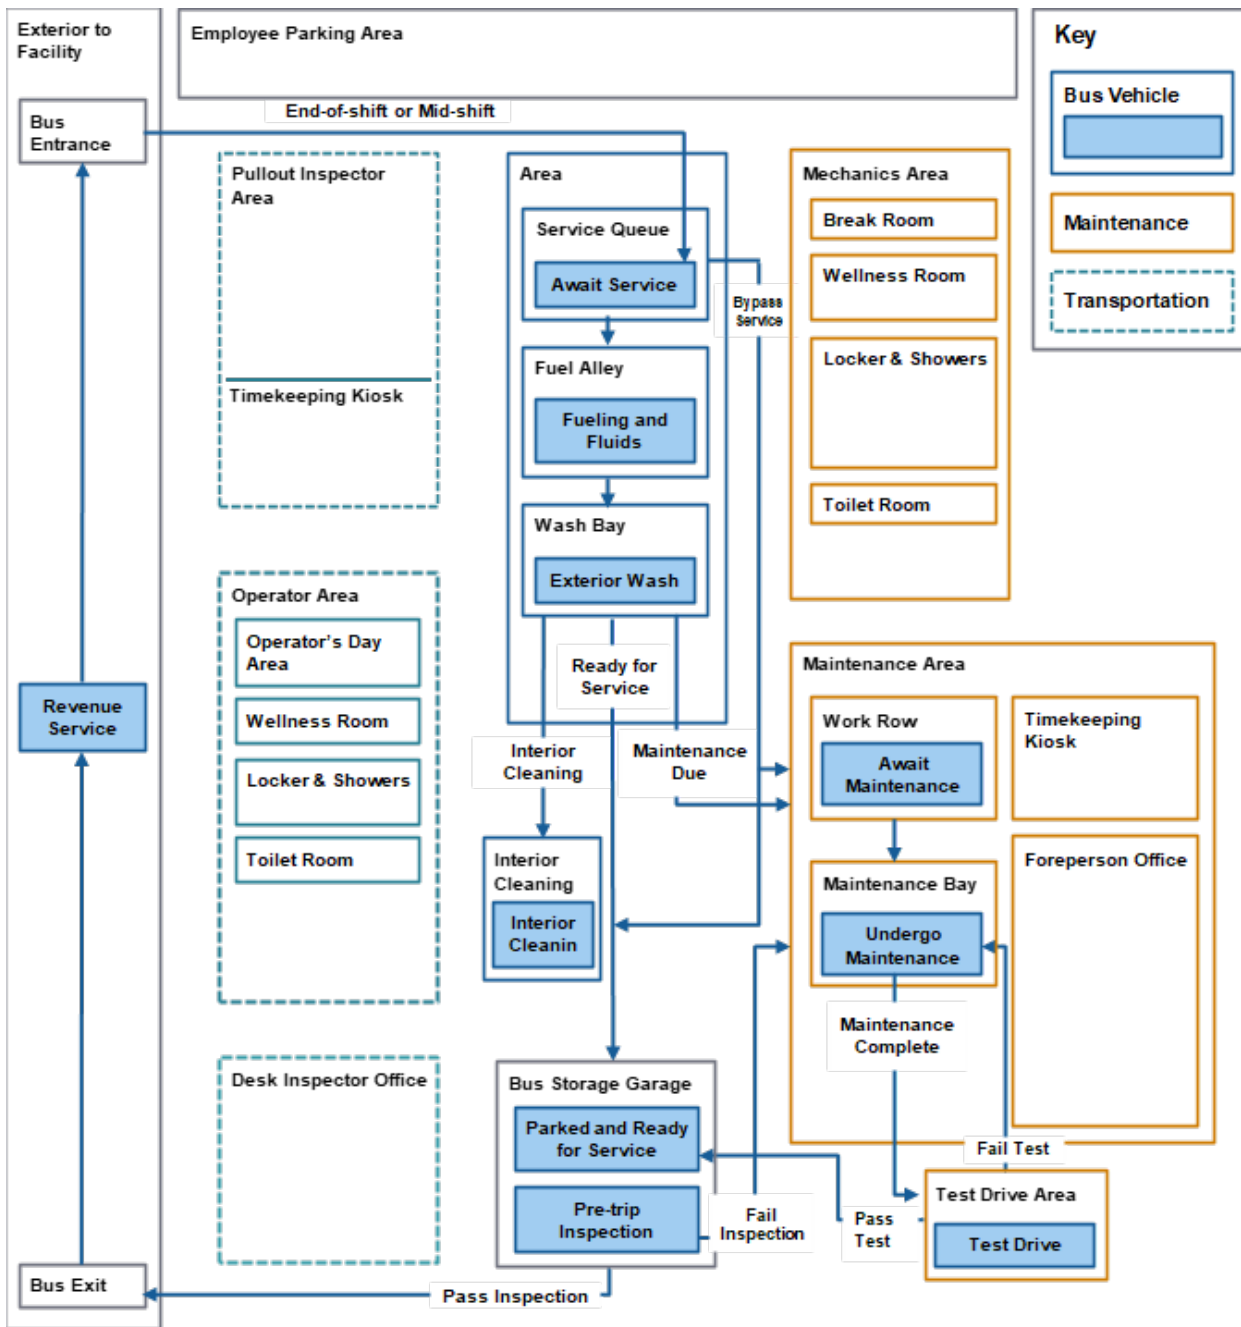 Exterior to
Facility
Employee Parking Area
Key
Bus Vehicle
Maintenance
Transportation
End-of-shift or Mid-shift
Bus
Entrance
Pullout Inspector
Area
Timekeeping Kiosk
Area
Service Queue
Await Service
Bypass
Service
Fuel Alley
Fueling and
Fluids
Wash Bay
Exterior Wash
Mechanics Area
Break Room
Wellness Room
Locker & Showers
Toilet Room
Operator Area
Operator's Day
Area
Wellness Room
Locker & Showers
Toilet Room
Revenue
Service
Ready for
Service
Interior
Cleaning
Maintenance
Due
Interior
Cleaning
Interior
Cleanin
Maintenance Area
Work Row
Await
Maintenance
Timekeeping
Kiosk
Maintenance Bay
Undergo
Maintenance
Foreperson Office
Maintenance
Complete
Desk Inspector Office
Bus Storage Garage
Parked and Ready
for Service
Pre-trip
Inspection
Fail
Inspection
Pass
Test
Fail Test
Test Drive Area
Test Drive
Bus Exit
Pass Inspection